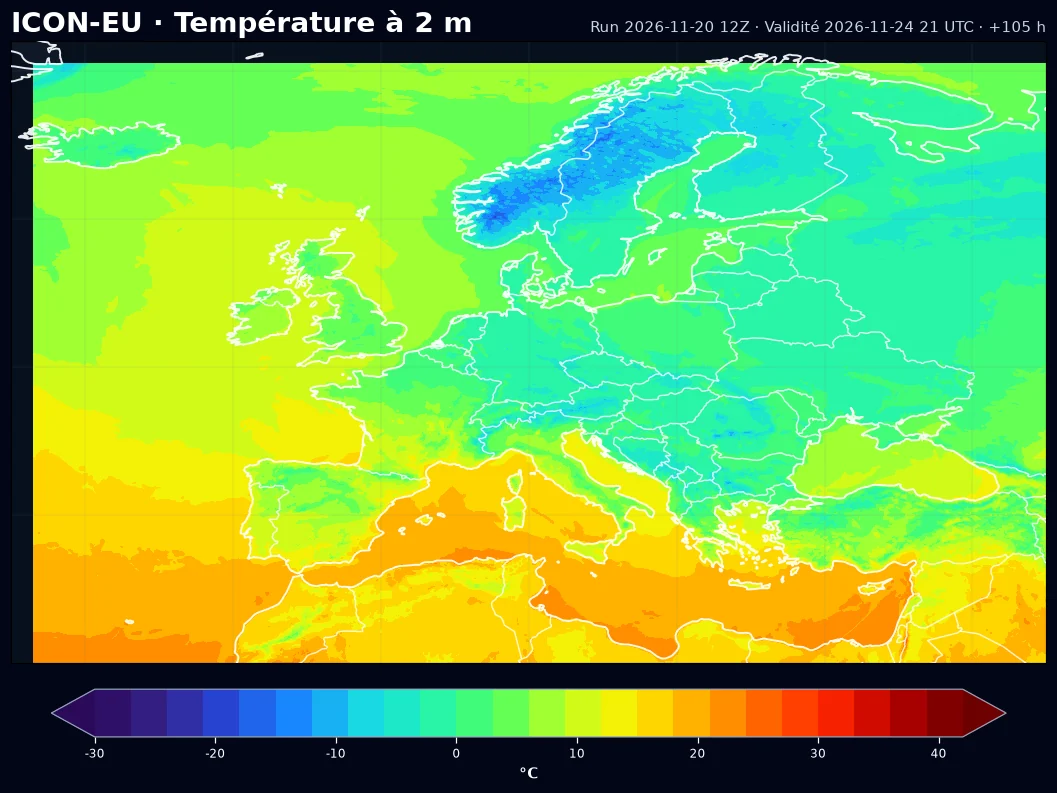 ICON-EU · Température à 2 m
Run 2026-11-20 12Z · Validité 2026-11-24 21 UTC · +105 h
-30 -20 -10 0 10 20 30 40
°C